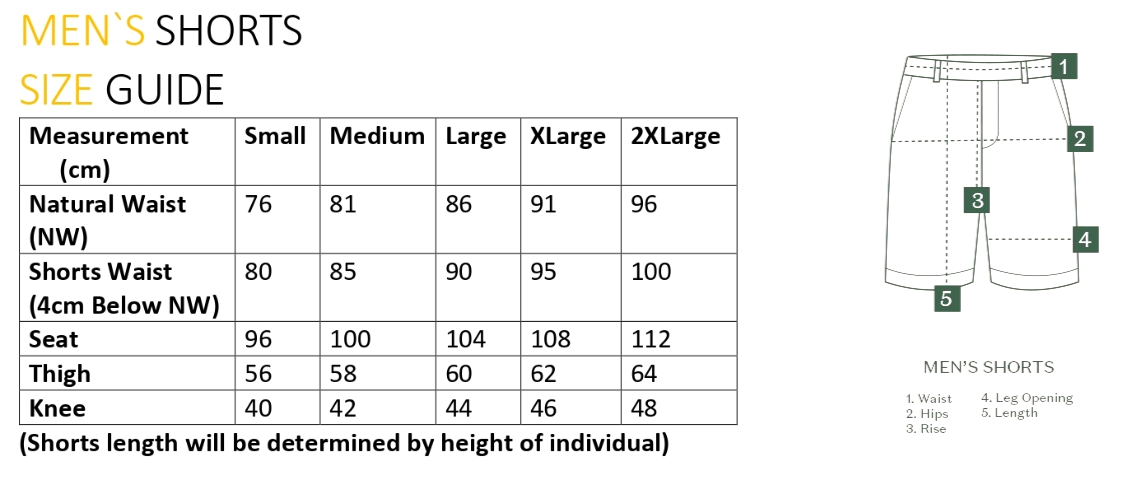 MEN`S SHORTS
SIZE GUIDE
Measurement Small Medium Large XLarge 2XLarge
(cm)
Natural Waist 76 81 86 91 96
(NW)
Shorts Waist 80 85 90 95 100
(4cm Below NW)
Seat 96 100 104 108 112
Thigh 56 58 60 62 64
Knee 40 42 44 46 48
(Shorts length will be determined by height of individual)
1
2
3
4
5
MEN'S SHORTS
1. Waist 4. Leg Opening
2. Hips 5. Length
3. Rise